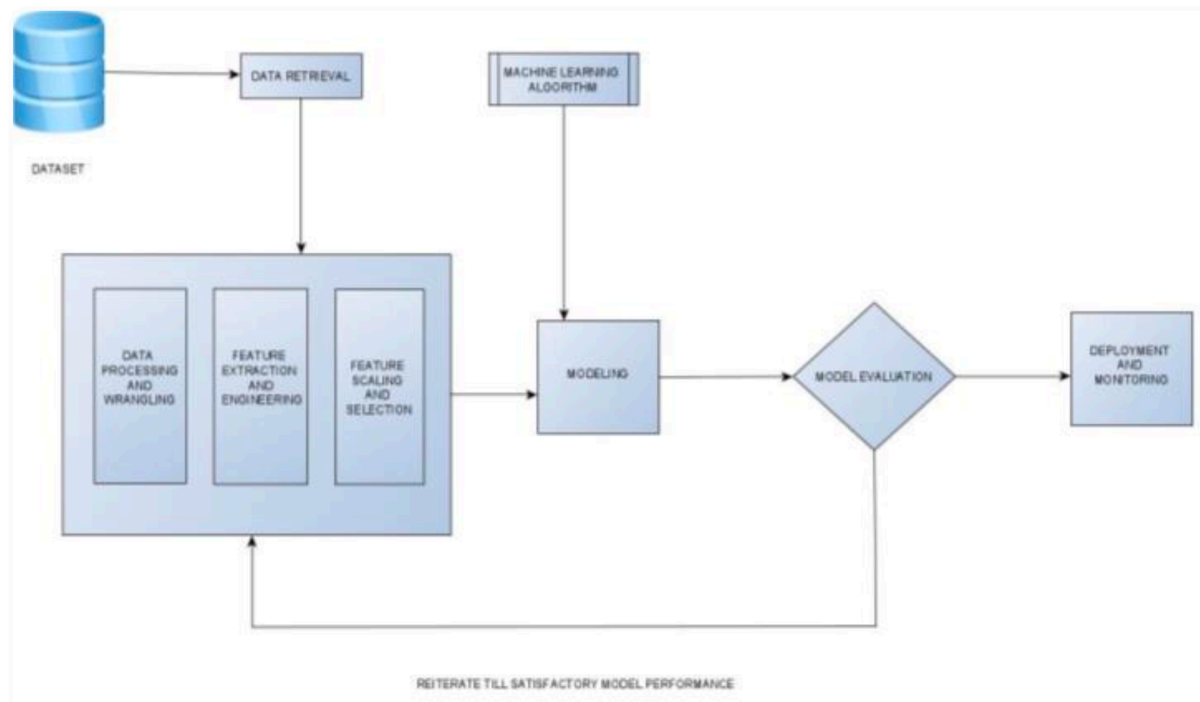 DATASET
DATA RETRIEVAL
MACHINE LEARNING
ALGORITHM
DATA
PROCESSING
AND
WRANGLING
FEATURE
EXTRACTION
AND
ENGINEERING
FEATURE
SCALING
AND
SELECTION
MODELING
MODEL EVALUATION
DEPLOYMENT
AND
MONITORING
REITERATE TILL SATISFACTORY MODEL PERFORMANCE